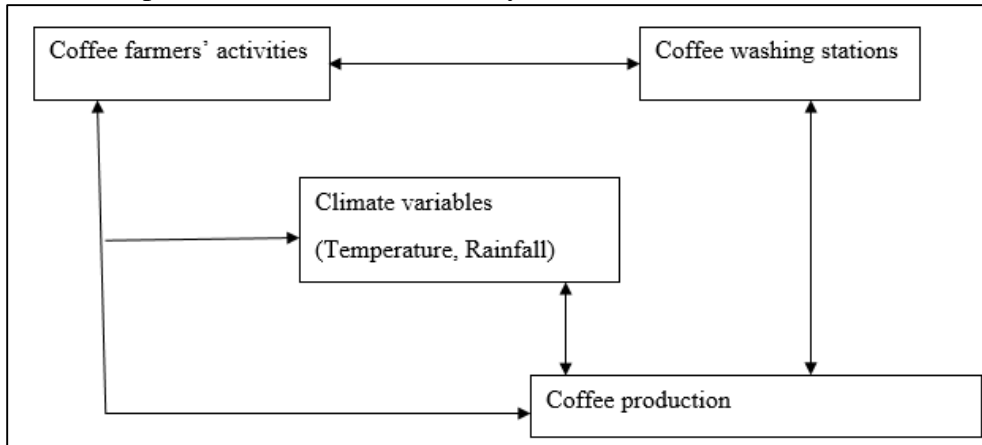 Coffee farmers' activities
Coffee washing stations
Climate variables
(Temperature, Rainfall)
Coffee production